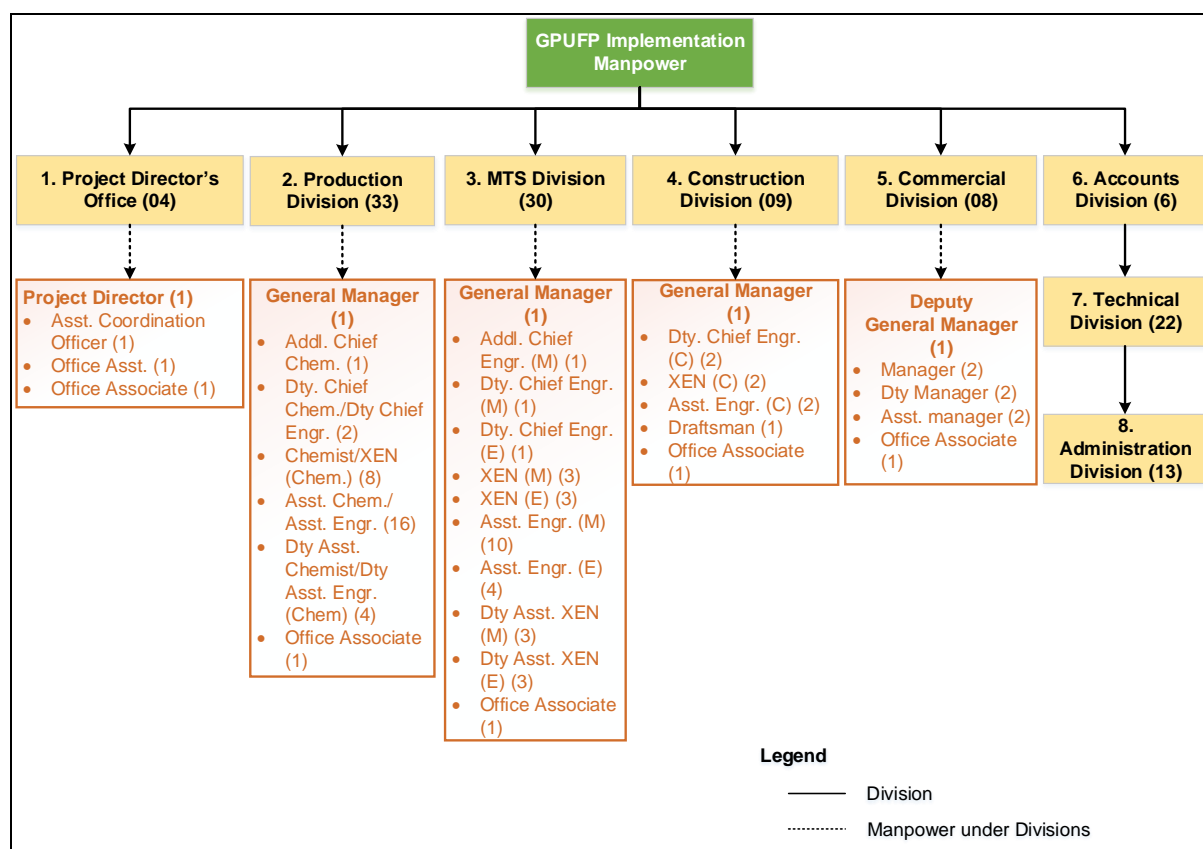 GPUFP Implementation
Manpower
1. Project Director's
Office (04)
2. Production
Division (33)
3. MTS Division
(30)
4. Construction
Division (09)
5. Commercial
Division (08)
6. Accounts
Division (6)
Project Director (1)
• Asst. Coordination
Officer (1)
• Office Asst. (1)
• Office Associate (1)
General Manager
(1)
• Addl. Chief
Chem. (1)
• Dty. Chief
Chem./Dty Chief
Engr. (2)
• Chemist/XEN
(Chem.) (8)
• Asst. Chem./
Asst. Engr. (16)
• Dty Asst.
Chemist/Dty
Asst. Engr.
(Chem) (4)
• Office Associate
(1)
General Manager
(1)
• Addl. Chief
Engr. (M) (1)
• Dty. Chief Engr.
(M) (1)
• Dty. Chief Engr.
(E) (1)
• XEN (M) (3)
• XEN (E) (3)
• Asst. Engr. (M)
(10)
• Asst. Engr. (E)
(4)
• Dty Asst. XEN
(M) (3)
• Dty Asst. XEN
(E) (3)
• Office Associate
(1)
General Manager
(1)
• Dty. Chief Engr.
(C) (2)
• XEN (C) (2)
• Asst. Engr. (C) (2)
• Draftsman (1)
• Office Associate
(1)
Deputy
General Manager
(1)
• Manager (2)
• Dty Manager (2)
• Asst. manager (2)
• Office Associate
(1)
7. Technical
Division (22)
8.
Administration
Division (13)
Legend
Division
Manpower under Divisions